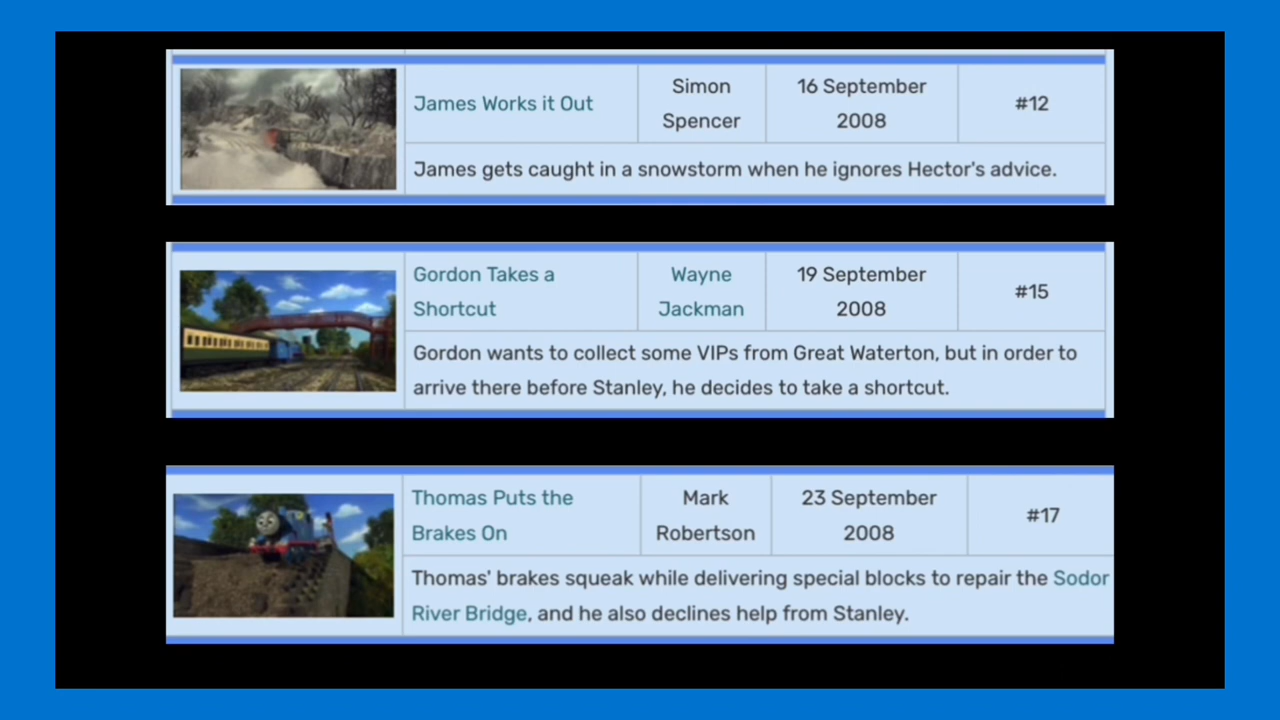 James Works it Out
Simon
Spencer
16 September
2008
#12
James gets caught in a snowstorm when he ignores Hector's advice.
Gordon Takes a
Shortcut
Wayne
Jackman
19 September
2008
#15
Gordon wants to collect some VIPs from Great Waterton, but in order to
arrive there before Stanley, he decides to take a shortcut.
Thomas Puts the
Brakes On
Mark
Robertson
23 September
2008
#17
Thomas' brakes squeak while delivering special blocks to repair the Sodor
River Bridge, and he also declines help from Stanley.